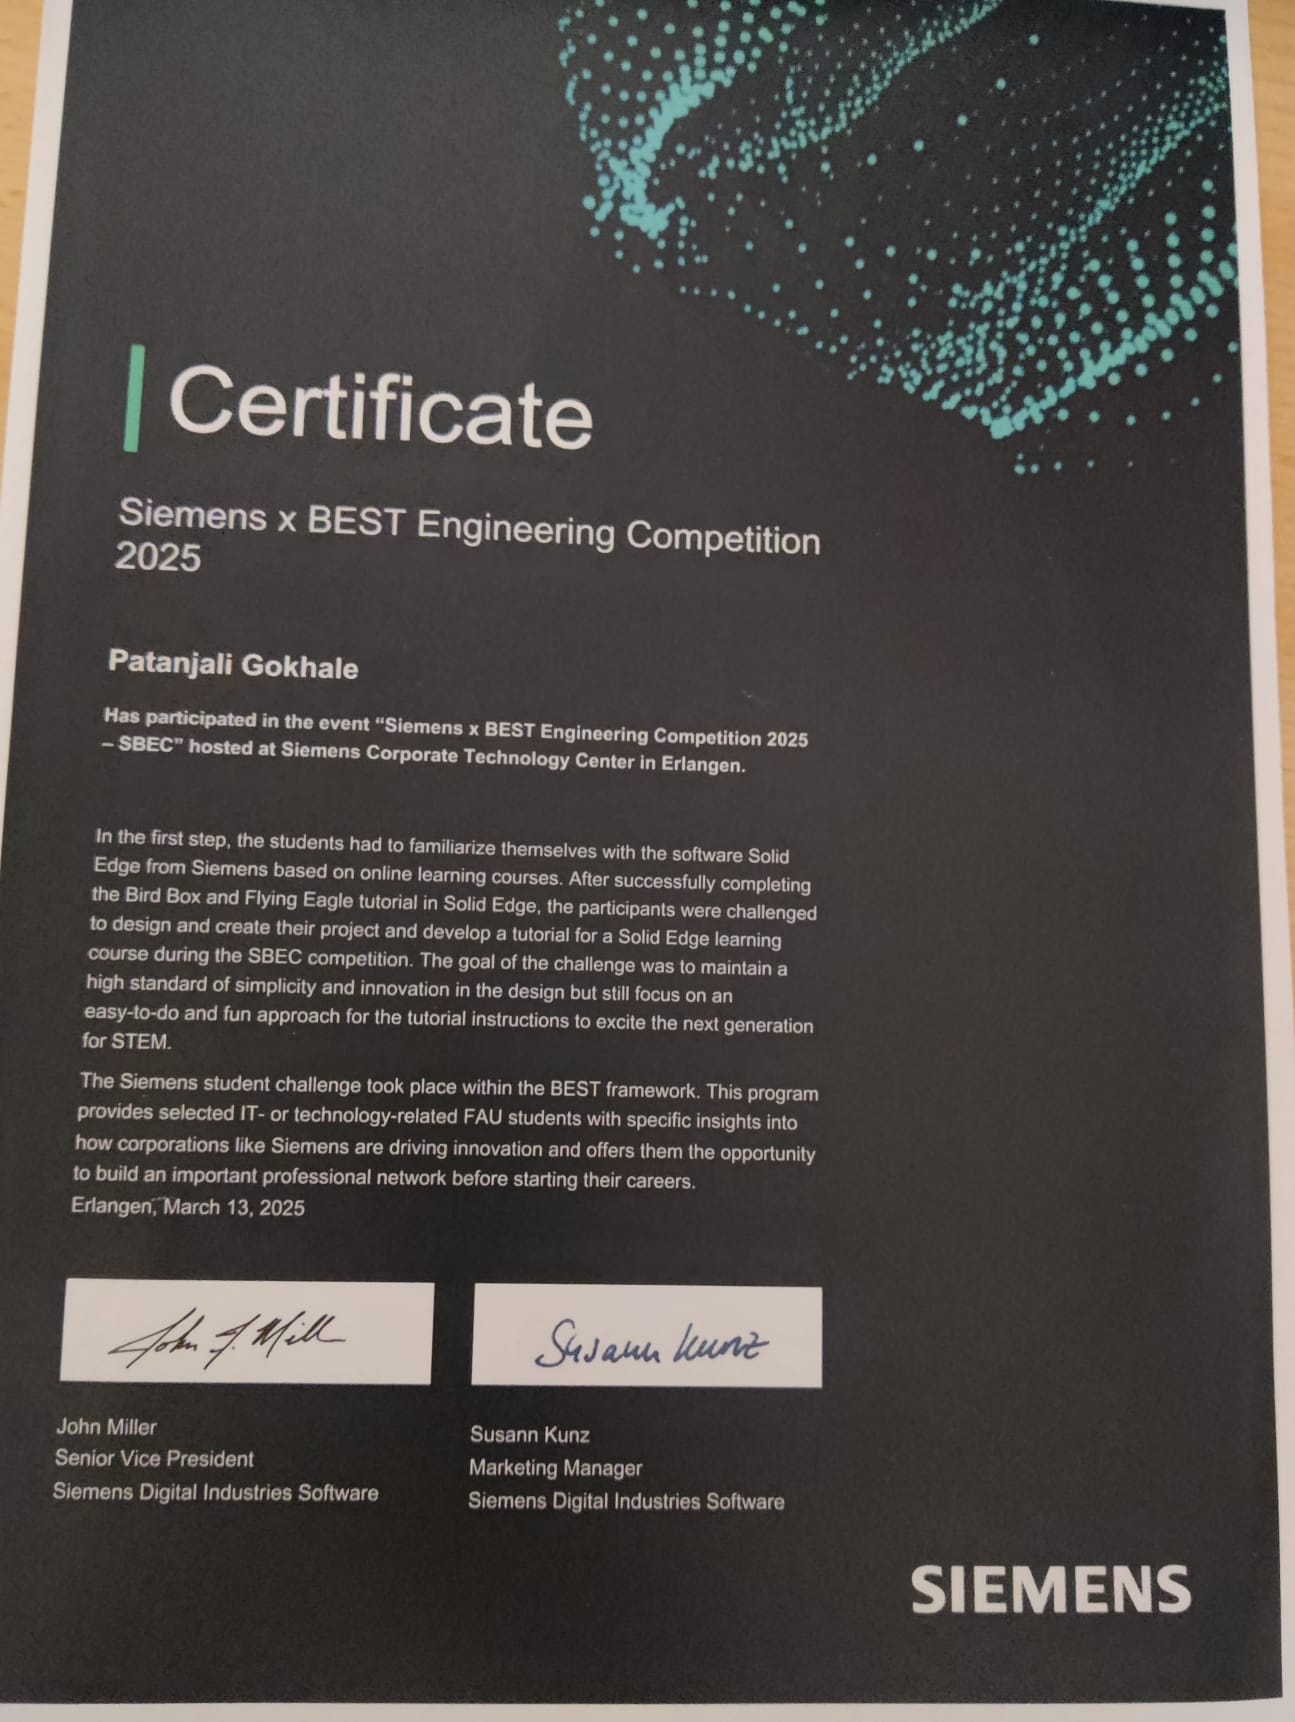 Certificate
Siemens x BEST Engineering Competition
2025
Patanjali Gokhale
Has participated in the event “Siemens x BEST Engineering Competition 2025
– SBEC” hosted at Siemens Corporate Technology Center in Erlangen.
In the first step, the students had to familiarize themselves with the software Solid
Edge from Siemens based on online learning courses. After successfully completing
the Bird Box and Flying Eagle tutorial in Solid Edge, the participants were challenged
to design and create their project and develop a tutorial for a Solid Edge learning
course during the SBEC competition. The goal of the challenge was to maintain a
high standard of simplicity and innovation in the design but still focus on an
easy-to-do and fun approach for the tutorial instructions to excite the next generation
for STEM.
The Siemens student challenge took place within the BEST framework. This program
provides selected IT- or technology-related FAU students with specific insights into
how corporations like Siemens are driving innovation and offers them the opportunity
to build an important professional network before starting their careers.
Erlangen, March 13, 2025
John J. Mill
Susann Kunz
John Miller
Senior Vice President
Siemens Digital Industries Software
Susann Kunz
Marketing Manager
Siemens Digital Industries Software
SIEMENS